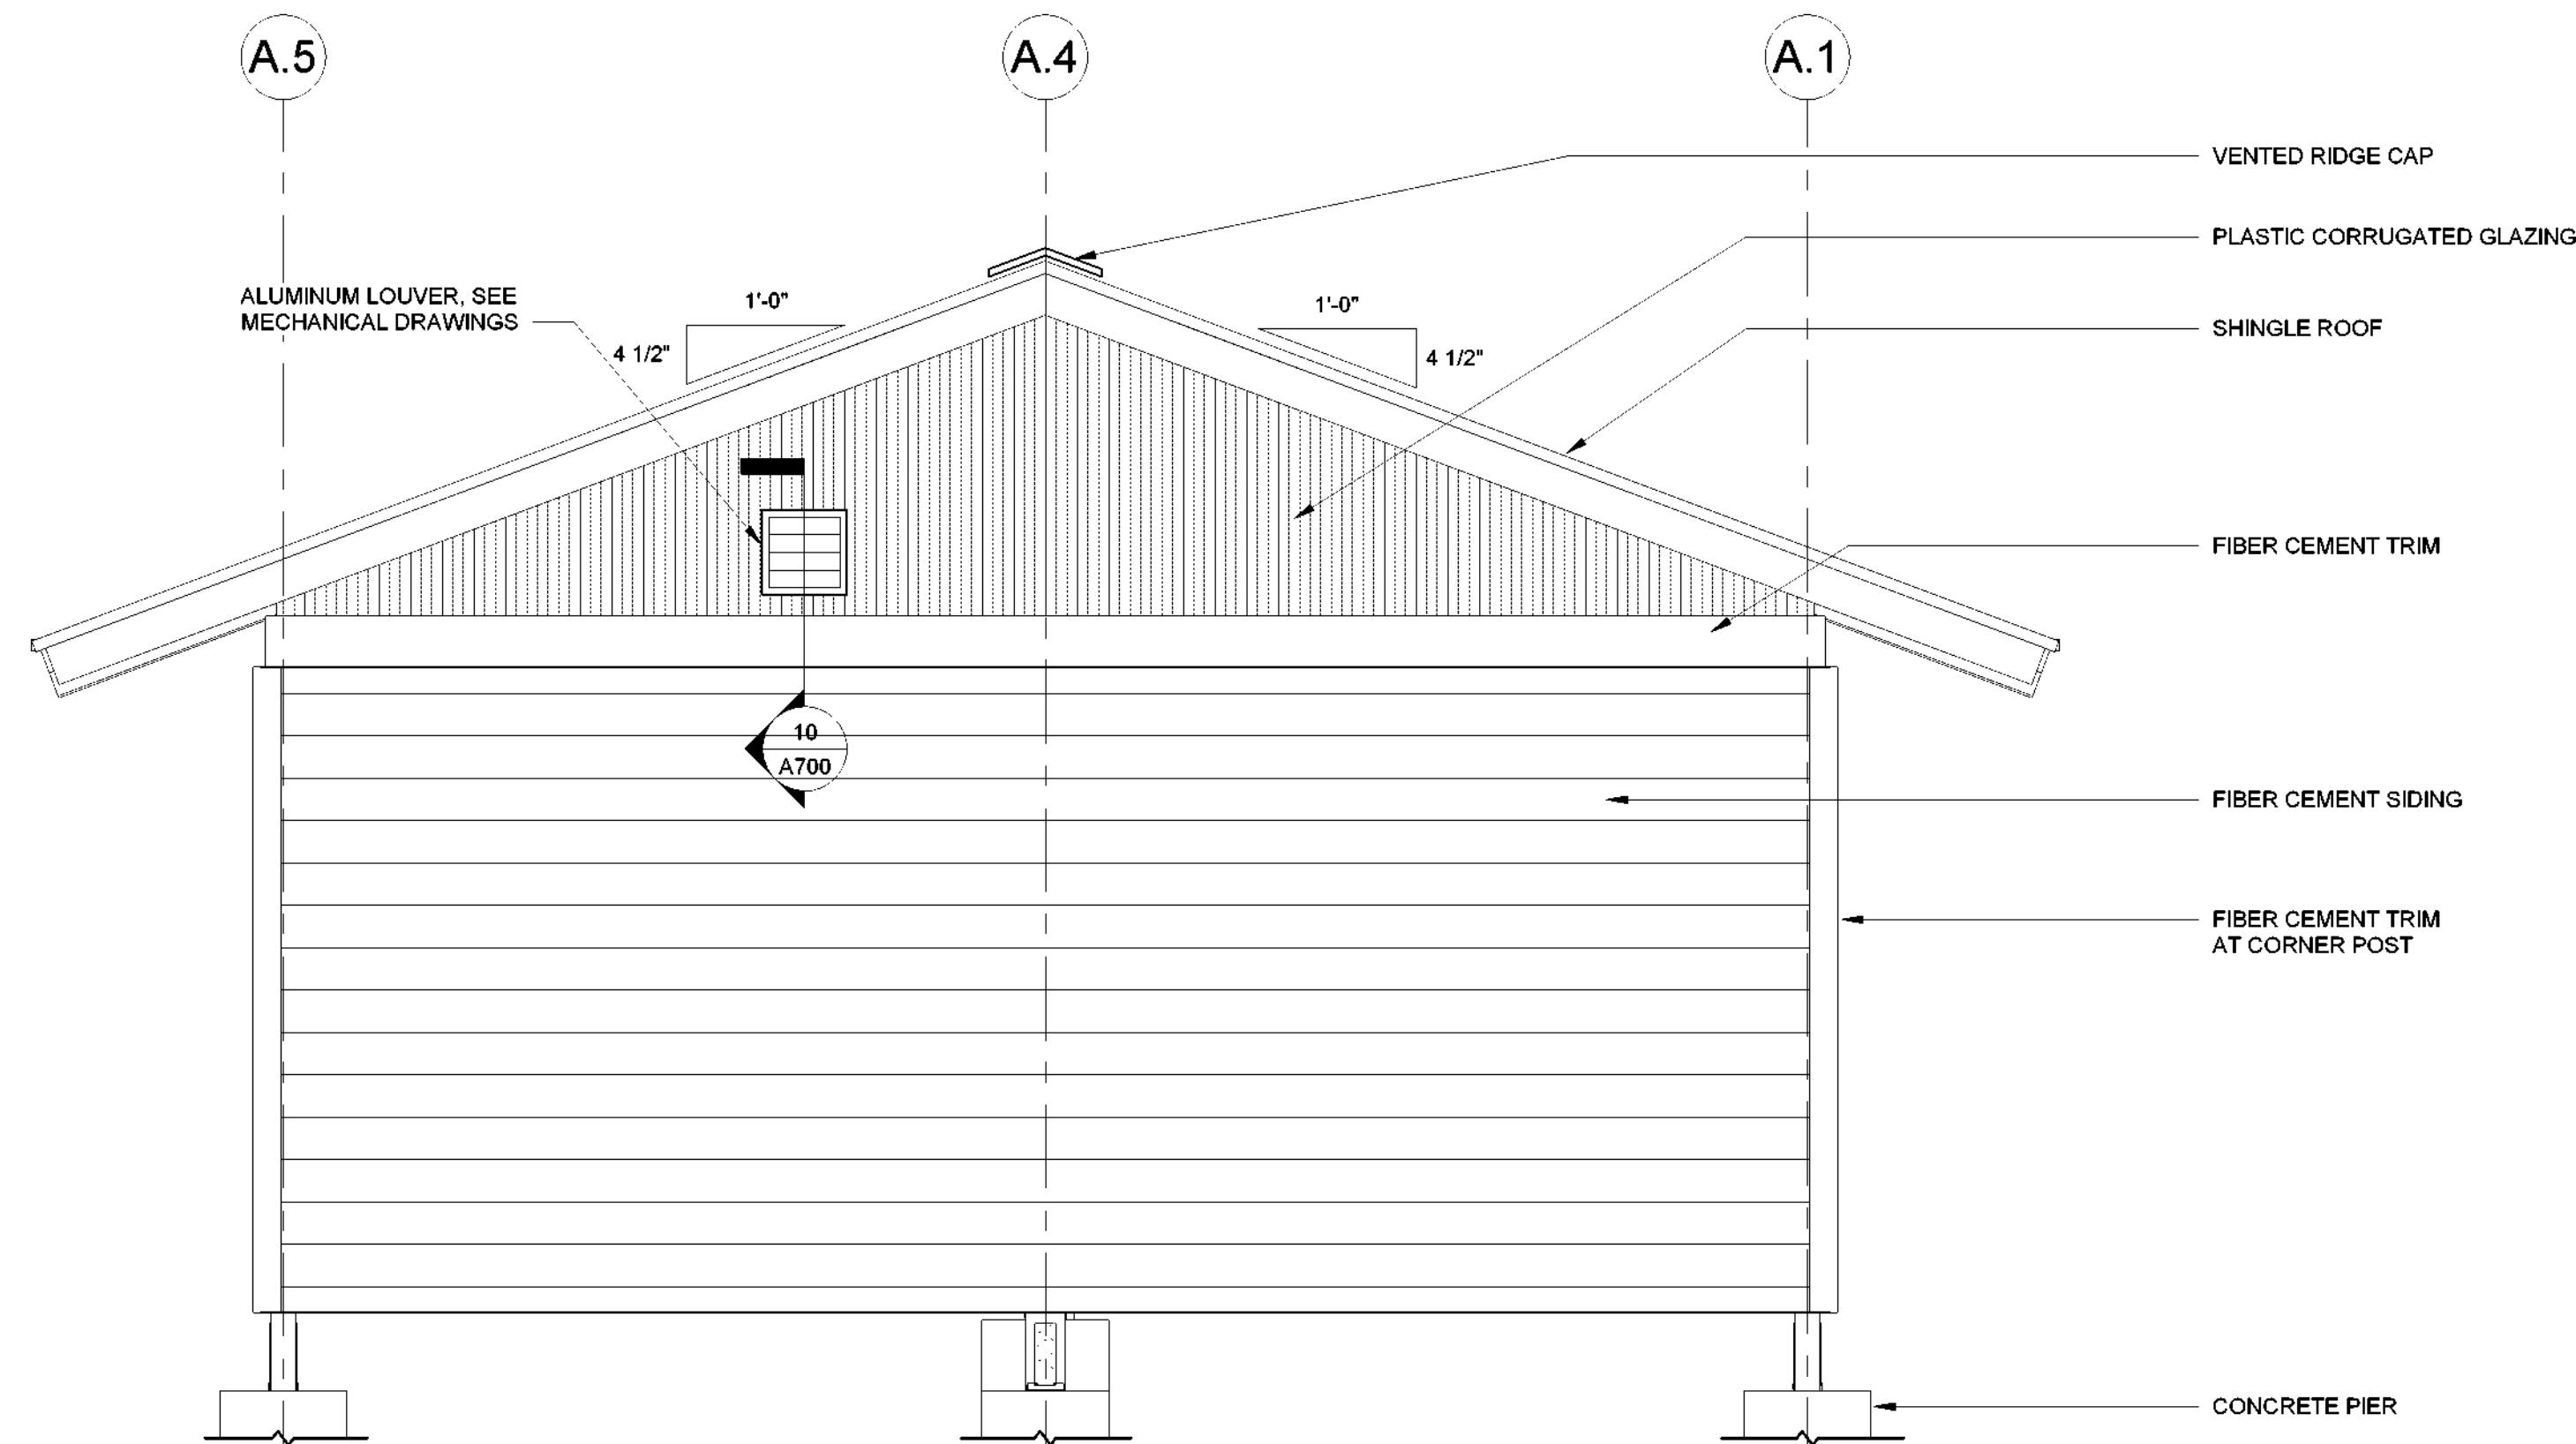 A.5
A.4
A.1
VENTED RIDGE CAP
PLASTIC CORRUGATED GLAZING
ALUMINUM LOUVER, SEE
MECHANICAL DRAWINGS
1'-0"
4 1/2"
1'-0"
4 1/2"
SHINGLE ROOF
FIBER CEMENT TRIM
10
A700
FIBER CEMENT SIDING
FIBER CEMENT TRIM
AT CORNER POST
CONCRETE PIER